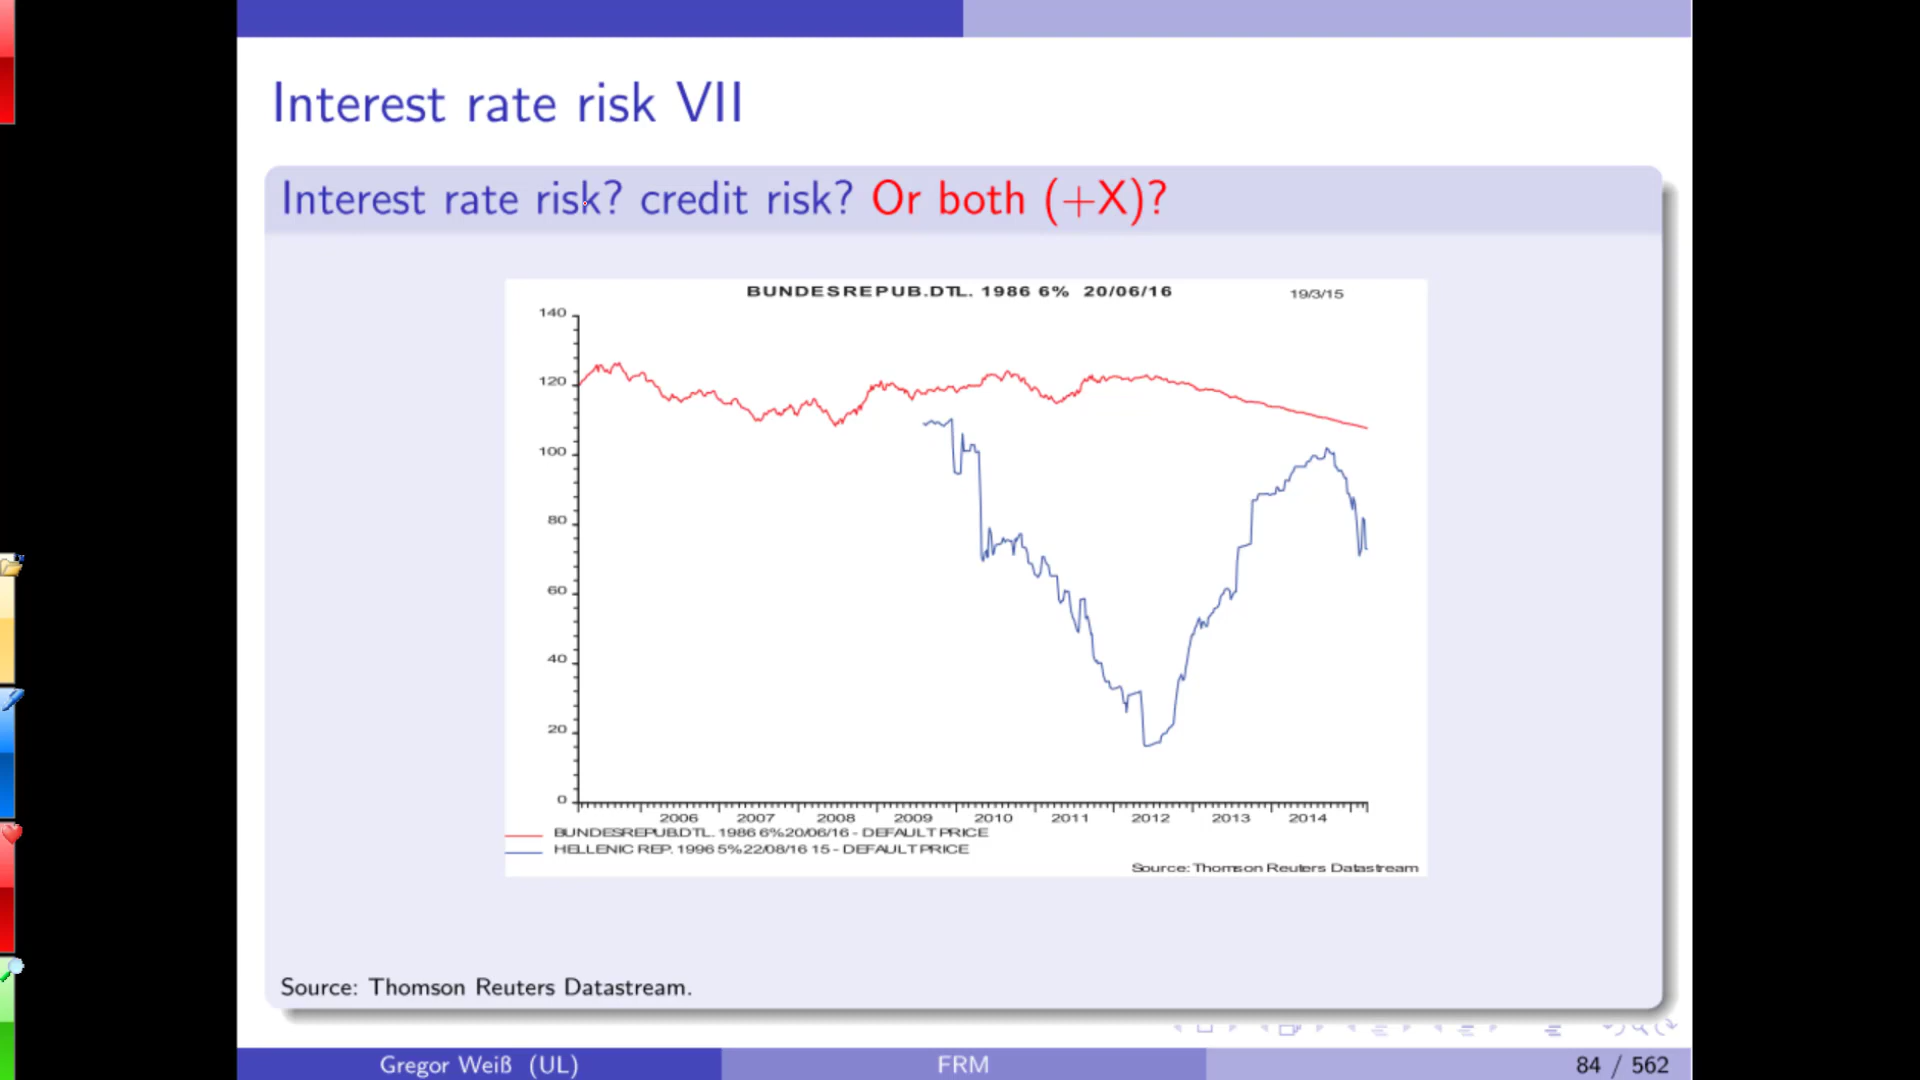 Interest rate risk VII
Interest rate risk? credit risk? Or both (+X)?
BUNDESREPUB.DTL. 1986 6% 20/06/16
19/3/15
140
120
100
80
60
40
20
0
2006 2007 2008 2009 2010 2011 2012 2013 2014
BUNDESREPUB.DTL. 1986 6% 20/06/16 - DEFAULT PRICE
HELLENIC REP. 1996 5% 22/08/16 15 - DEFAULT PRICE
Source: Thomson Reuters Datastream
Source: Thomson Reuters Datastream.
Gregor Weiß (UL) FRM 84 / 562